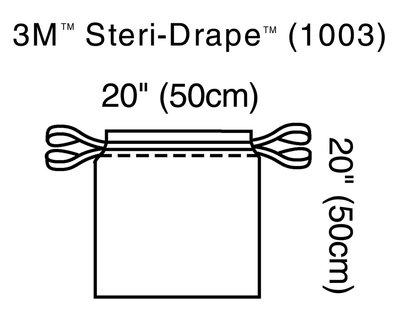 3M™ Steri-Drape™ (1003)
20" (50cm)
20" (50cm)